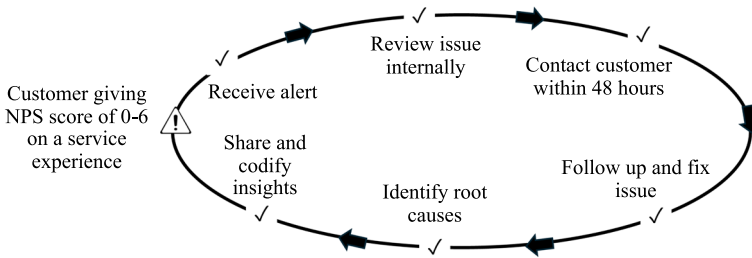 Customer giving
NPS score of 0-6
on a service
experience
Receive alert
Review issue
internally
Contact customer
within 48 hours
Follow up and fix
issue
Identify root
causes
Share and
codify
insights